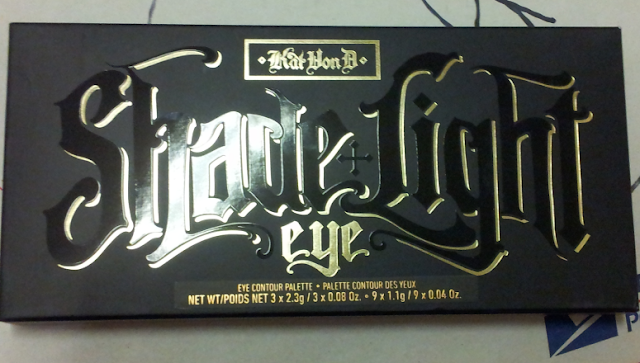 Kat Von D
Shade + Light
eye
EYE CONTOUR PALETTE • PALETTE CONTOUR DES YEUX
NET WT/POIDS NET 3 x 2.3g / 3 x 0.08 Oz. • 9 x 1.1g / 9 x 0.04 Oz.